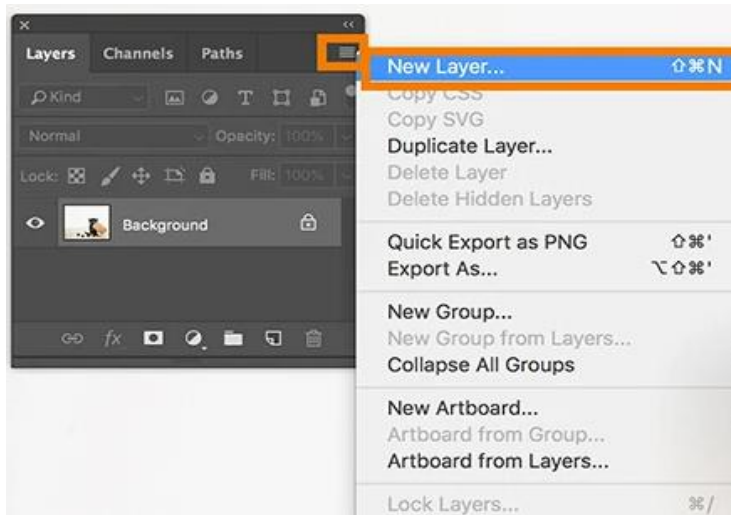 Layers Channels Paths
Kind
Normal Opacity: 100%
Lock: Fill: 100%
Background
fx
New Layer... ⇧⌘N
Copy CSS
Copy SVG
Duplicate Layer...
Delete Layer
Delete Hidden Layers
Quick Export as PNG ⇧⌘'
Export As... ⌥⇧⌘'
New Group...
New Group from Layers...
Collapse All Groups
New Artboard...
Artboard from Group...
Artboard from Layers...
Lock Layers... ⌘/